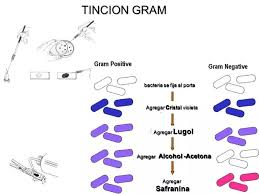 TINCION GRAM
Gram Positive
Gram Negative
bacteria se fija al porta
Agregar Cristal violeta
Agregar Lugol
Agregar Alcohol-Acetona
Agregar
Safranina